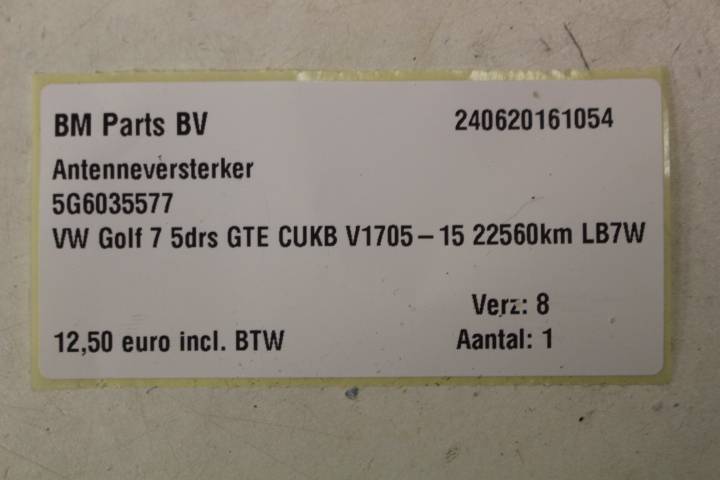 BM Parts BV 240620161054
Antenneversterker
5G6035577
VW Golf 7 5drs GTE CUKB V1705-15 22560km LB7W
Verz: 8
12,50 euro incl. BTW Aantal: 1